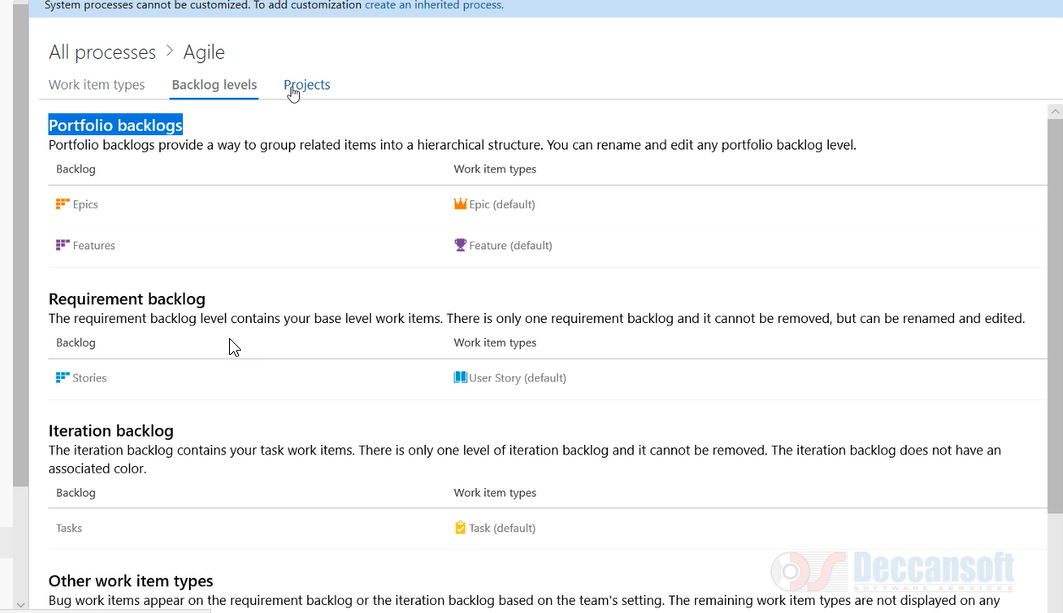 System processes cannot be customized. To add customization create an inherited process.
All processes > Agile
Work item types Backlog levels Projects
Portfolio backlogs
Portfolio backlogs provide a way to group related items into a hierarchical structure. You can rename and edit any portfolio backlog level.
Backlog Work item types
Epics Epic (default)
Features Feature (default)
Requirement backlog
The requirement backlog level contains your base level work items. There is only one requirement backlog and it cannot be removed, but can be renamed and edited.
Backlog Work item types
Stories User Story (default)
Iteration backlog
The iteration backlog contains your task work items. There is only one level of iteration backlog and it cannot be removed. The iteration backlog does not have an
associated color.
Backlog Work item types
Tasks Task (default)
Deccansoft
SOFTWARE SERVICES
Other work item types
Bug work items appear on the requirement backlog or the iteration backlog based on the team's setting. The remaining work item types are not displayed on any